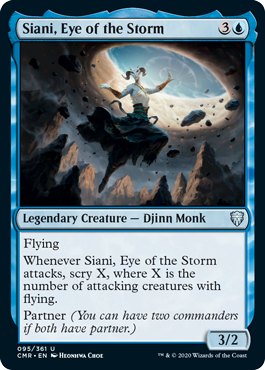 Siani, Eye of the Storm 3
Legendary Creature — Djinn Monk
Flying
Whenever Siani, Eye of the Storm
attacks, scry X, where X is the
number of attacking creatures with
flying.
Partner (You can have two commanders
if both have partner.)
3/2
095/361 U
CMR • EN Heonhwa Choe
™ & © 2020 Wizards of the Coast